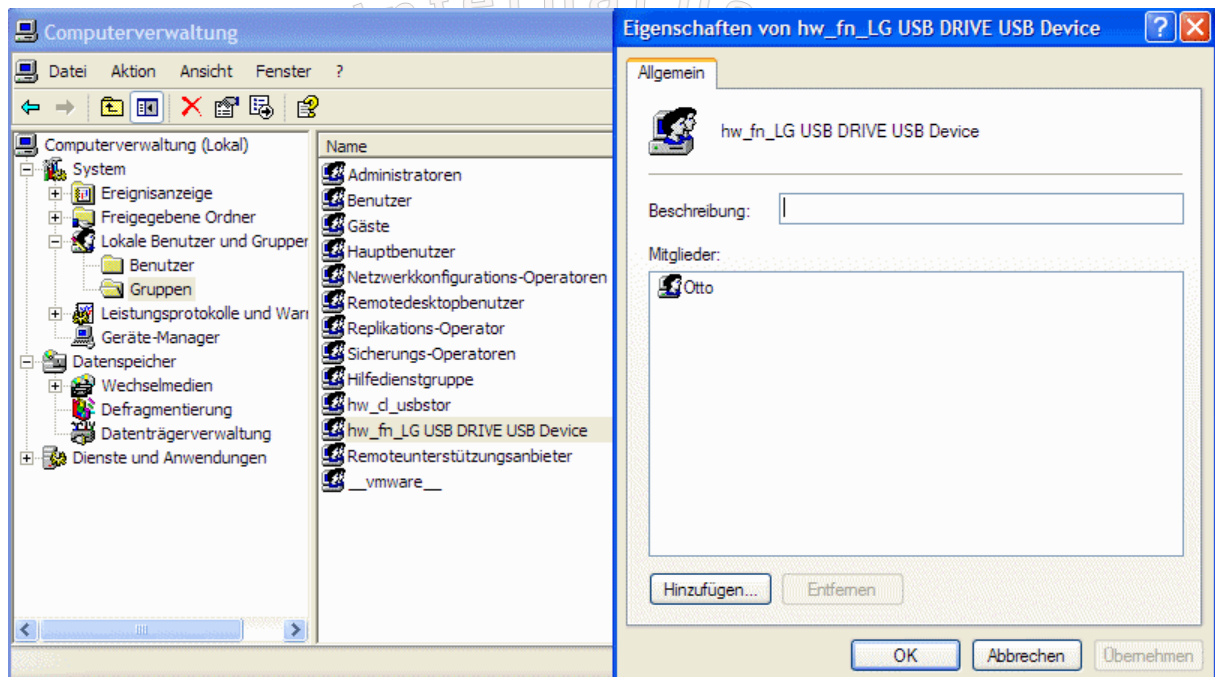 Computerverwaltung
Datei Aktion Ansicht Fenster ?
Computerverwaltung (Lokal)
System
Ereignisanzeige
Freigegebene Ordner
Lokale Benutzer und Gruppen
Benutzer
Gruppen
Leistungsprotokolle und Warn
Geräte-Manager
Datenspeicher
Wechselmedien
Defragmentierung
Datenträgerverwaltung
Dienste und Anwendungen
Name
Administratoren
Benutzer
Gäste
Hauptbenutzer
Netzwerkkonfigurations-Operatoren
Remotedesktopbenutzer
Replikations-Operator
Sicherungs-Operatoren
Hilfedienstgruppe
hw_cl_usbstor
hw_fn_LG USB DRIVE USB Device
Remoteunterstützungsanbieter
__vmware__
Eigenschaften von hw_fn_LG USB DRIVE USB Device
Allgemein
hw_fn_LG USB DRIVE USB Device
Beschreibung:
Mitglieder:
Otto
Hinzufügen... Entfernen
OK Abbrechen Übernehmen